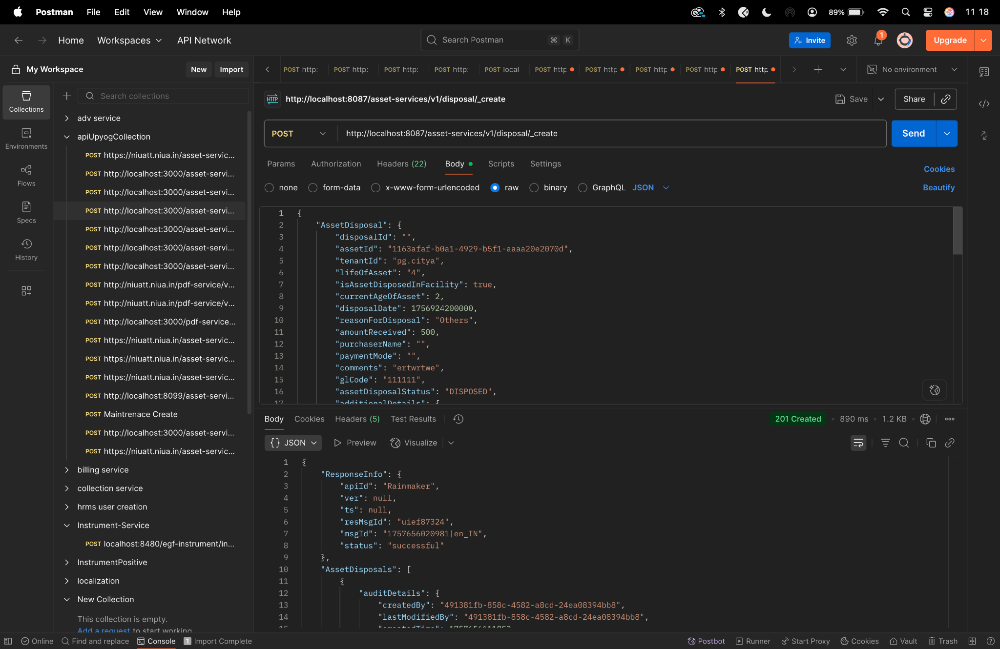 Postman File Edit View Window Help 89% 11 18
Home Workspaces API Network Search Postman ⌘ K Invite 1 Upgrade
My Workspace New Import POST http: POST http: POST http: POST http: POST local POST http POST http POST http POST http POST http No environment
Collections
Environments
Flows
Specs
History
Search collections
adv service
apiUpyogCollection
POST https://niuatt.niua.in/asset-servic...
POST http://localhost:3000/asset-servi...
POST http://localhost:3000/asset-servi...
POST http://localhost:3000/asset-servi...
POST http://localhost:3000/asset-servi...
POST http://localhost:3000/asset-servi...
POST http://localhost:3000/asset-servi...
POST http://niuatt.niua.in/pdf-service/v...
POST http://niuatt.niua.in/pdf-service/v...
POST http://localhost:3000/pdf-service...
POST https://niuatt.niua.in/asset-servic...
POST https://niuatt.niua.in/asset-servic...
POST https://niuatt.niua.in/asset-servic...
POST http://localhost:8099/asset-servi...
POST Maintrenace Create
POST http://localhost:3000/asset-servi...
POST https://niuatt.niua.in/asset-servic...
billing service
collection service
hrms user creation
Instrument-Service
POST localhost:8480/egf-instrument/in...
InstrumentPositive
localization
New Collection
This collection is empty.
Add a request to start working.
HTTP http://localhost:8087/asset-services/v1/disposal/_create Save Share
POST http://localhost:8087/asset-services/v1/disposal/_create Send
Params Authorization Headers (22) Body Scripts Settings Cookies
none form-data x-www-form-urlencoded raw binary GraphQL JSON Beautify
1 {
2 "AssetDisposal": {
3 "disposalId": "",
4 "assetId": "1163afaf-b0a1-4929-b5f1-aaaa20e2070d",
5 "tenantId": "pg.citya",
6 "lifeOfAsset": "4",
7 "isAssetDisposedInFacility": true,
8 "currentAgeOfAsset": 2,
9 "disposalDate": 1756924200000,
10 "reasonForDisposal": "Others",
11 "amountReceived": 500,
12 "purchaserName": "",
13 "paymentMode": "",
14 "comments": "ertwrtwe",
15 "glCode": "111111",
16 "assetDisposalStatus": "DISPOSED",
17 "additionalDetails": {
Body Cookies Headers (5) Test Results 201 Created 890 ms 1.2 KB
{} JSON Preview Visualize
1 {
2 "ResponseInfo": {
3 "apiId": "Rainmaker",
4 "ver": null,
5 "ts": null,
6 "resMsgId": "uief87324",
7 "msgId": "1757656020981|en_IN",
8 "status": "successful"
9 },
10 "AssetDisposals": [
11 {
12 "auditDetails": {
13 "createdBy": "491381fb-858c-4582-a8cd-24ea08394bb8",
14 "lastModifiedBy": "491381fb-858c-4582-a8cd-24ea08394bb8",
15 "createdTime":
Online Find and replace Console 1 Import Complete Postbot Runner Start Proxy Cookies Vault Trash